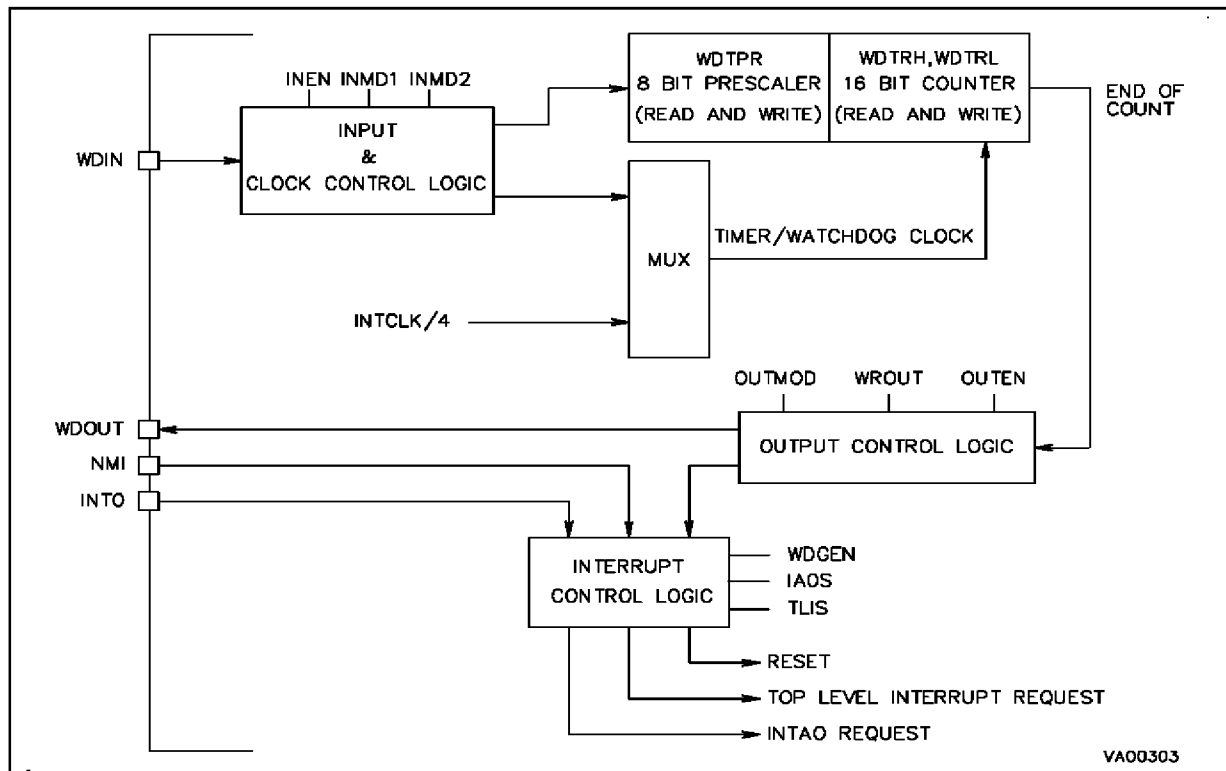 WDTPR
8 BIT PRESCALER
(READ AND WRITE)
WDTRH,WDTRL
16 BIT COUNTER
(READ AND WRITE)
END OF
COUNT
INEN INMD1 INMD2
INPUT
&
CLOCK CONTROL LOGIC
WDIN
MUX
TIMER/WATCHDOG CLOCK
INTCLK/4
OUTMOD WROUT OUTEN
OUTPUT CONTROL LOGIC
WDOUT
NMI
INT0
INTERRUPT
CONTROL LOGIC
WDGEN
IA0S
TLIS
RESET
TOP LEVEL INTERRUPT REQUEST
INTA0 REQUEST
VA00303